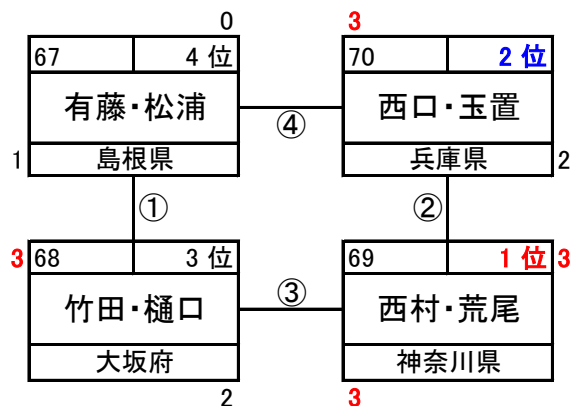 0 3
67 4 位 70 2 位
有藤・松浦 ④ 西口・玉置
1 島根県 兵庫県 2
① ②
3 68 3 位 69 1 位 3
竹田・樋口 ③ 西村・荒尾
大坂府 神奈川県
2 3